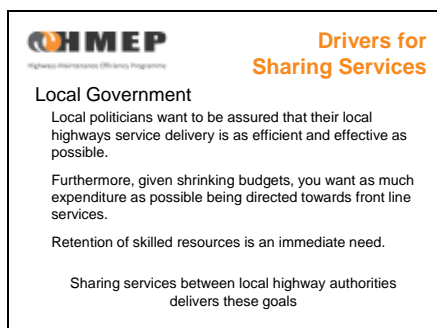 HMEP
Highways Maintenance Efficiency Programme
Drivers for
Sharing Services
Local Government
Local politicians want to be assured that their local
highways service delivery is as efficient and effective as
possible.
Furthermore, given shrinking budgets, you want as much
expenditure as possible being directed towards front line
services.
Retention of skilled resources is an immediate need.
Sharing services between local highway authorities
delivers these goals